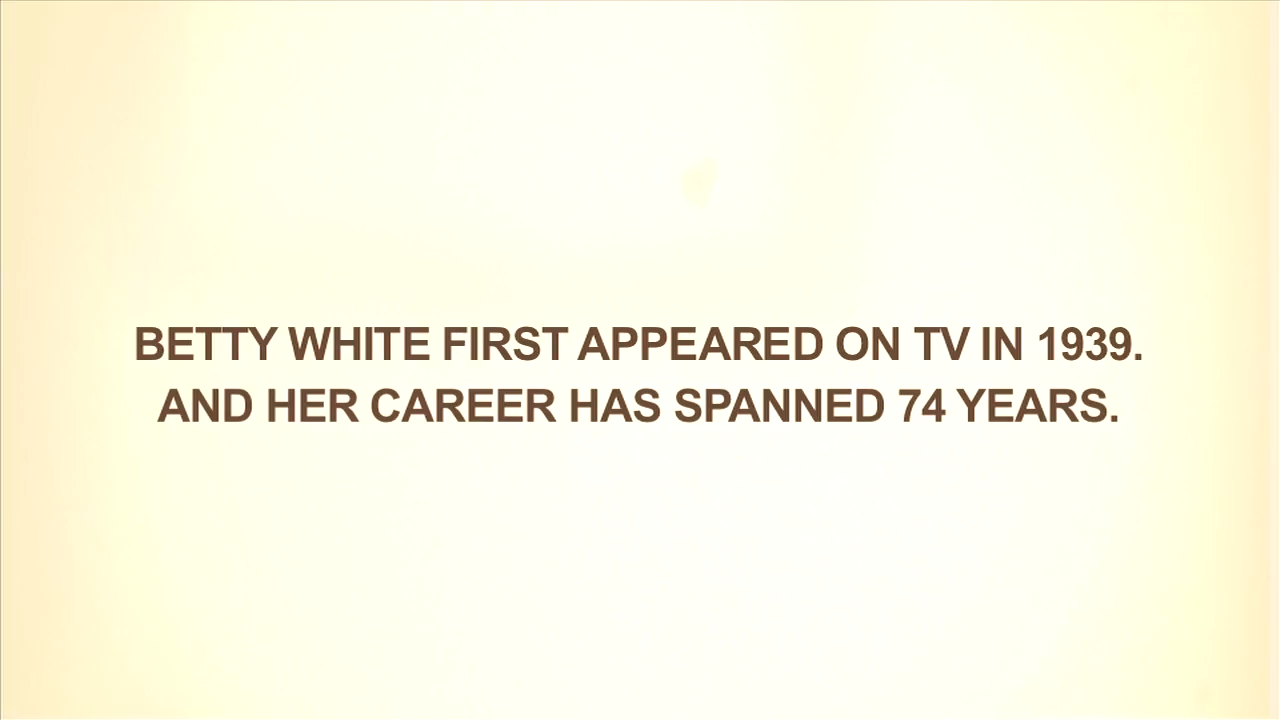 BETTY WHITE FIRST APPEARED ON TV IN 1939.
AND HER CAREER HAS SPANNED 74 YEARS.